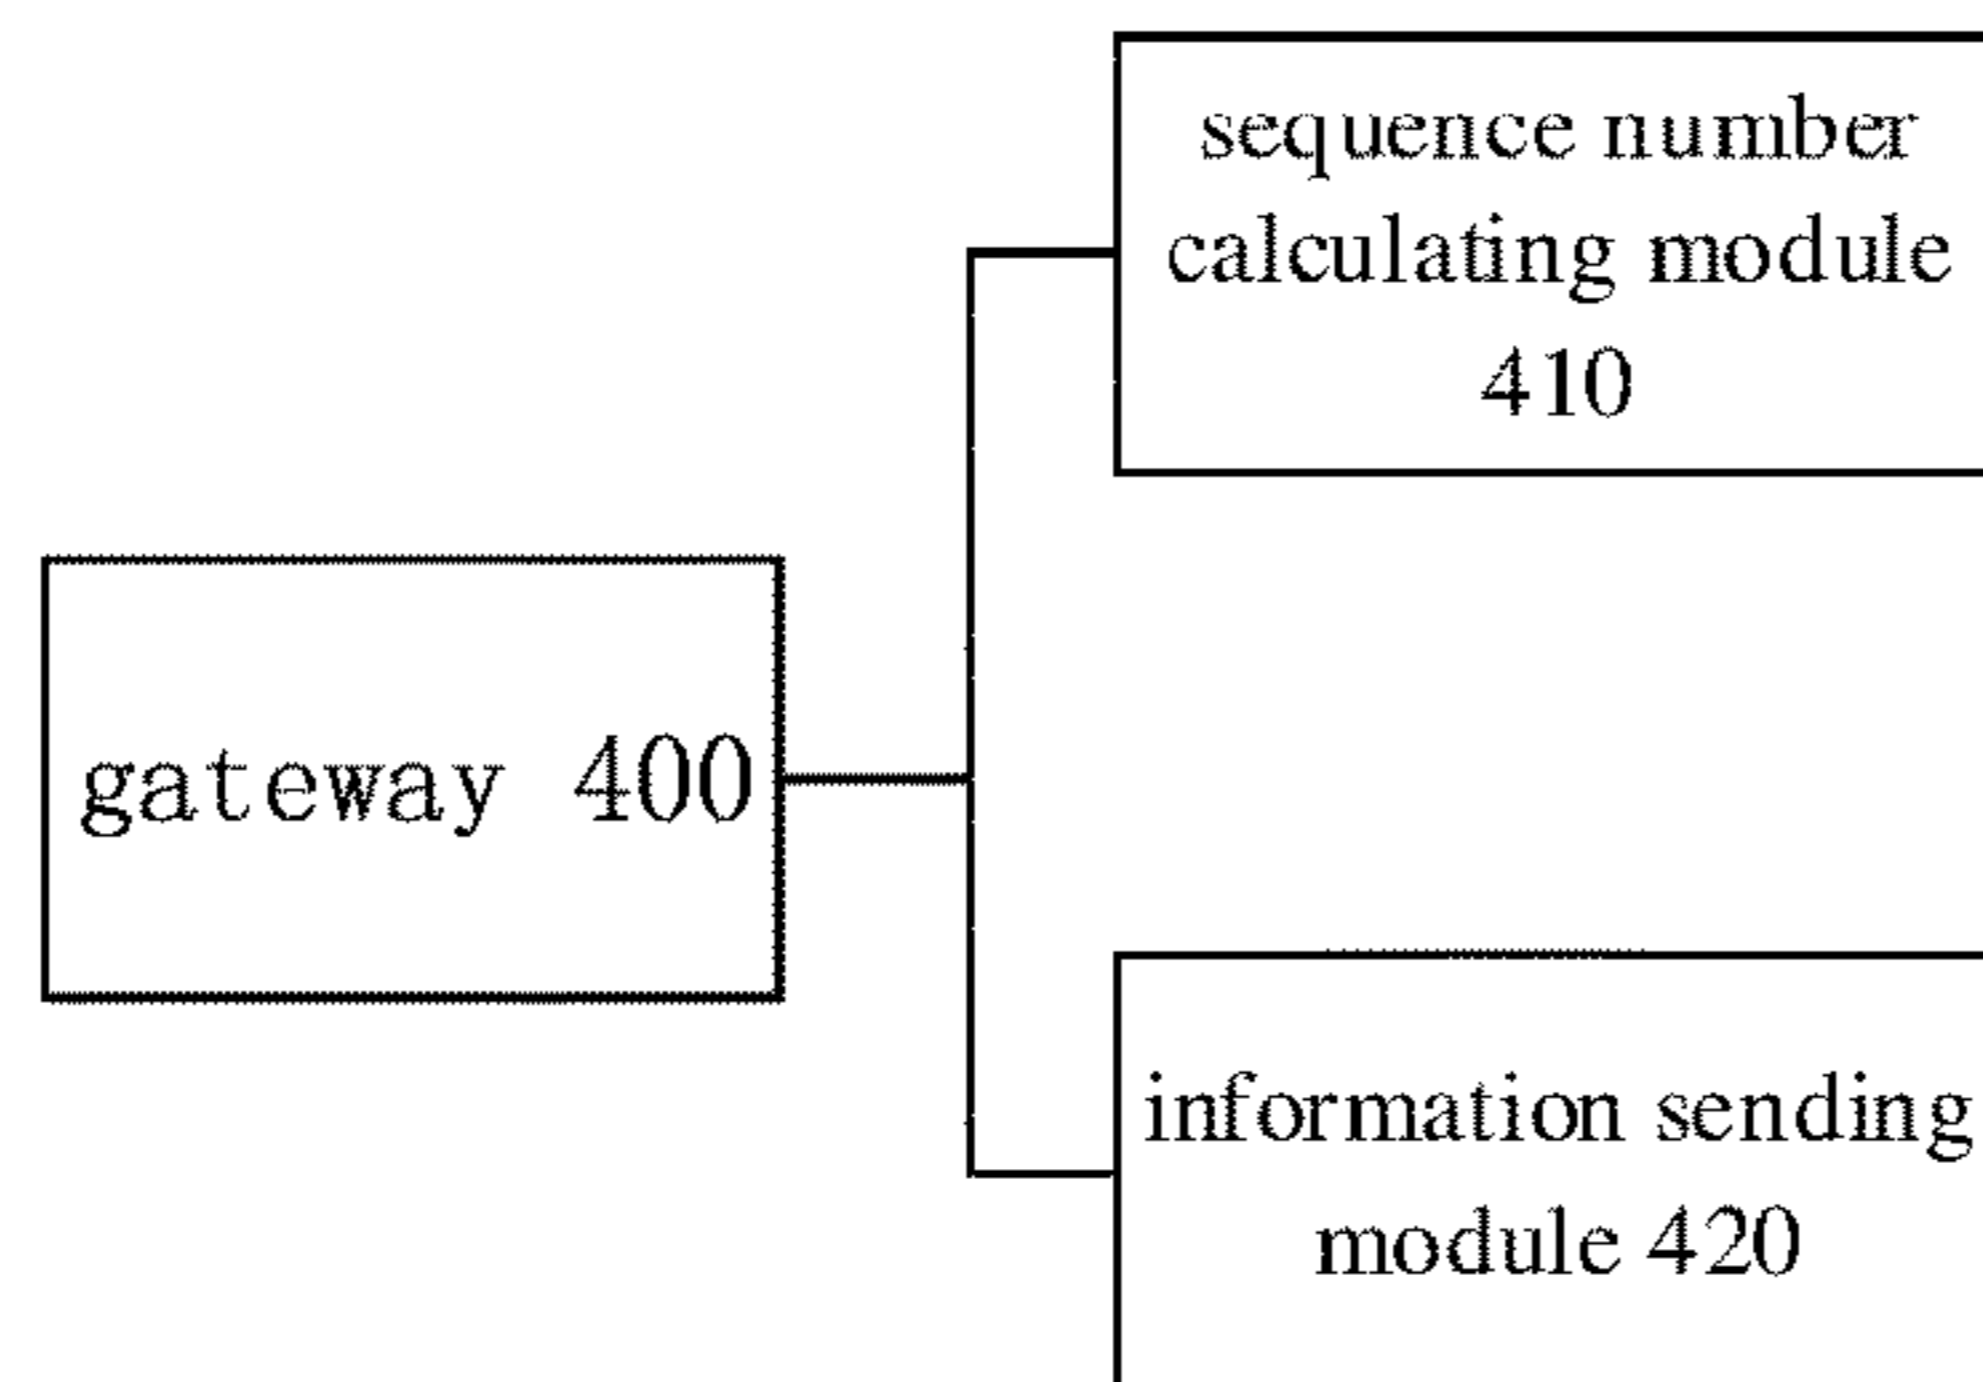 sequence number
calculating module
410
gateway 400
information sending
module 420